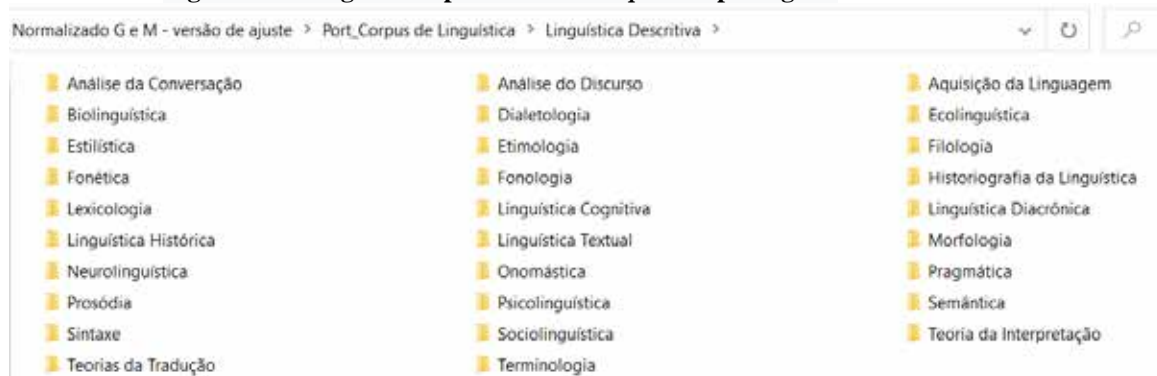 Normalizado G e M - versão de ajuste > Port_Corpus de Linguística > Linguística Descritiva >
Análise da Conversação Análise do Discurso Aquisição da Linguagem
Biolinguística Dialetologia Ecolinguística
Estilística Etimologia Filologia
Fonética Fonologia Historiografia da Linguística
Lexicologia Linguística Cognitiva Linguística Diacrônica
Linguística Histórica Linguística Textual Morfologia
Neurolinguística Onomástica Pragmática
Prosódia Psicolinguística Semântica
Sintaxe Sociolinguística Teoria da Interpretação
Teorias da Tradução Terminologia